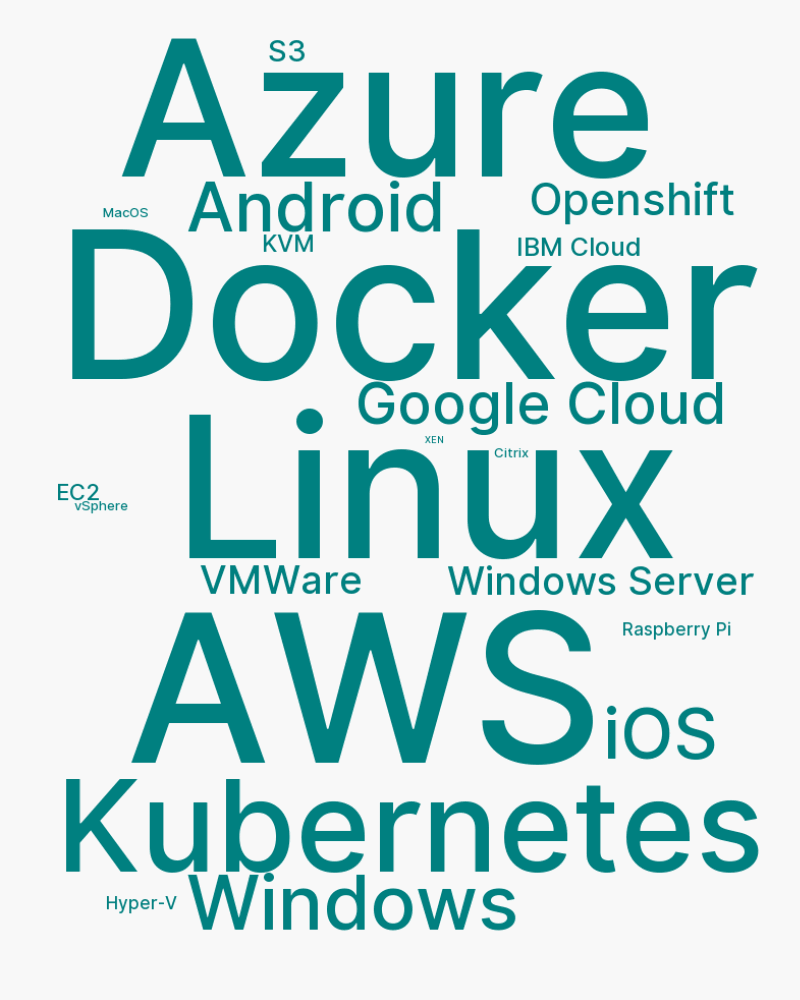 S3
Azure
Android
Openshift
MacOS
KVM
IBM Cloud
Docker
Google Cloud
XEN
Citrix
Linux
EC2
vSphere
VMWare
Windows Server
AWS
Raspberry Pi
iOS
Kubernetes
Hyper-V
Windows